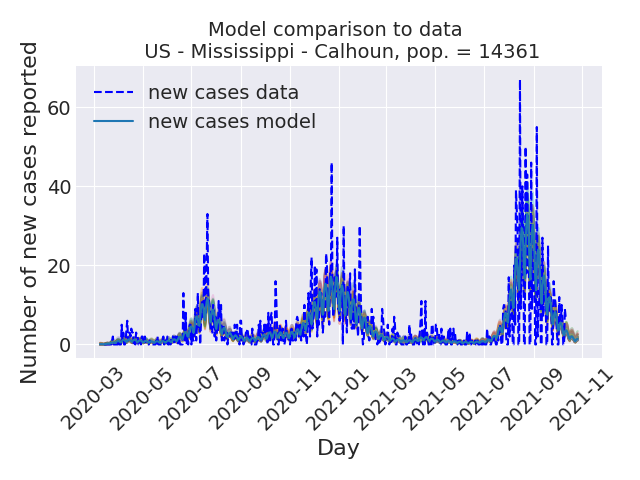 Model comparison to data
US - Mississippi - Calhoun, pop. = 14361
Number of new cases reported
60
40
20
0
new cases data
new cases model
2020-03
2020-05
2020-07
2020-09
2020-11
2021-01
2021-03
2021-05
2021-07
2021-09
2021-11
Day